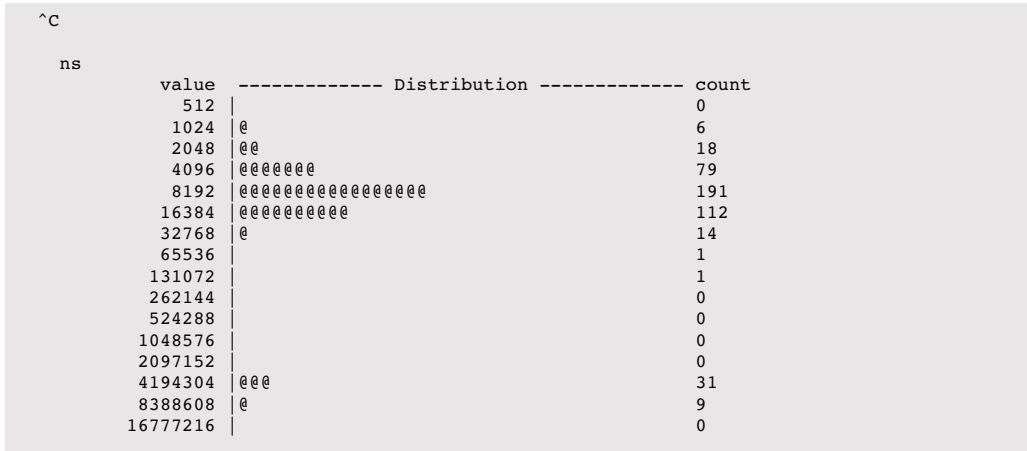 ^C
ns
value ------------- Distribution ------------- count
512 | 0
1024 |@ 6
2048 |@@ 18
4096 |@@@@@@@ 79
8192 |@@@@@@@@@@@@@@@@@ 191
16384 |@@@@@@@@@@ 112
32768 |@ 14
65536 | 1
131072 | 1
262144 | 0
524288 | 0
1048576 | 0
2097152 | 0
4194304 |@@@ 31
8388608 |@ 9
16777216 | 0